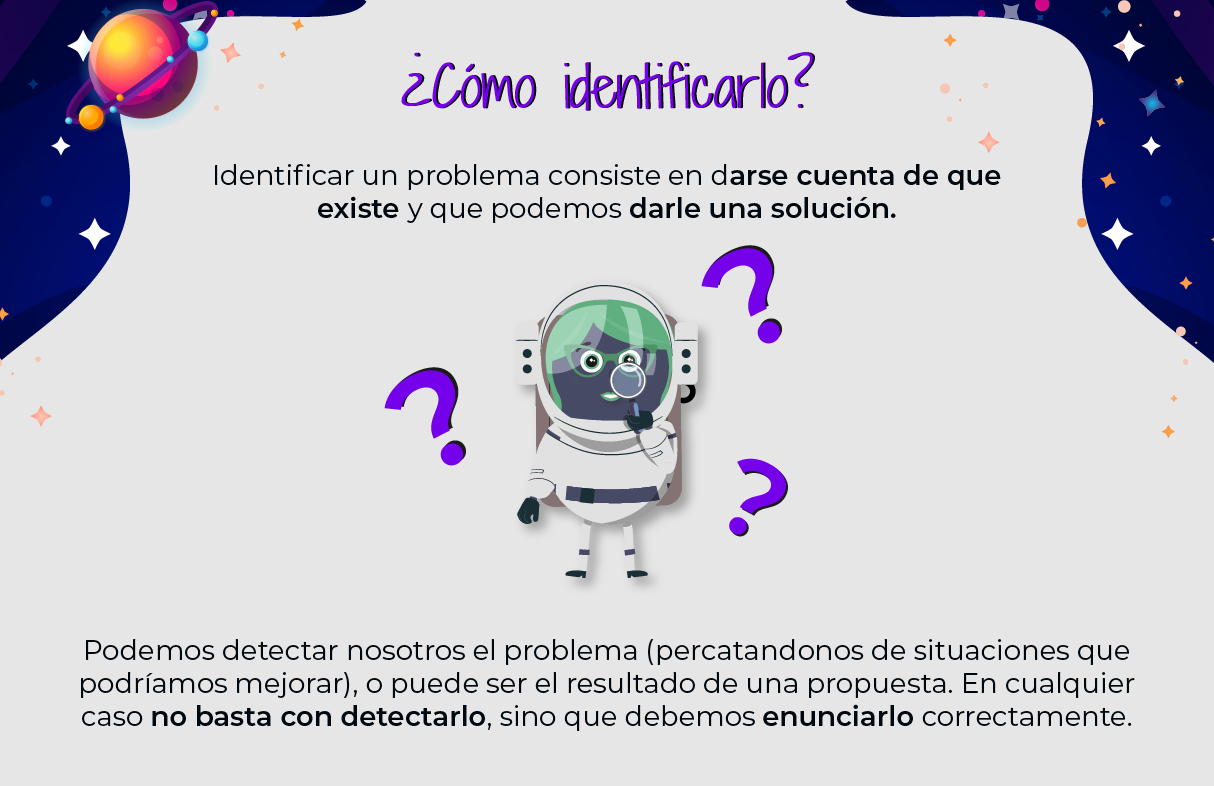 ¿Cómo identificarlo?
Identificar un problema consiste en darse cuenta de que
existe y que podemos darle una solución.
?
?
?
Podemos detectar nosotros el problema (percatandonos de situaciones que
podríamos mejorar), o puede ser el resultado de una propuesta. En cualquier
caso no basta con detectarlo, sino que debemos enunciarlo correctamente.